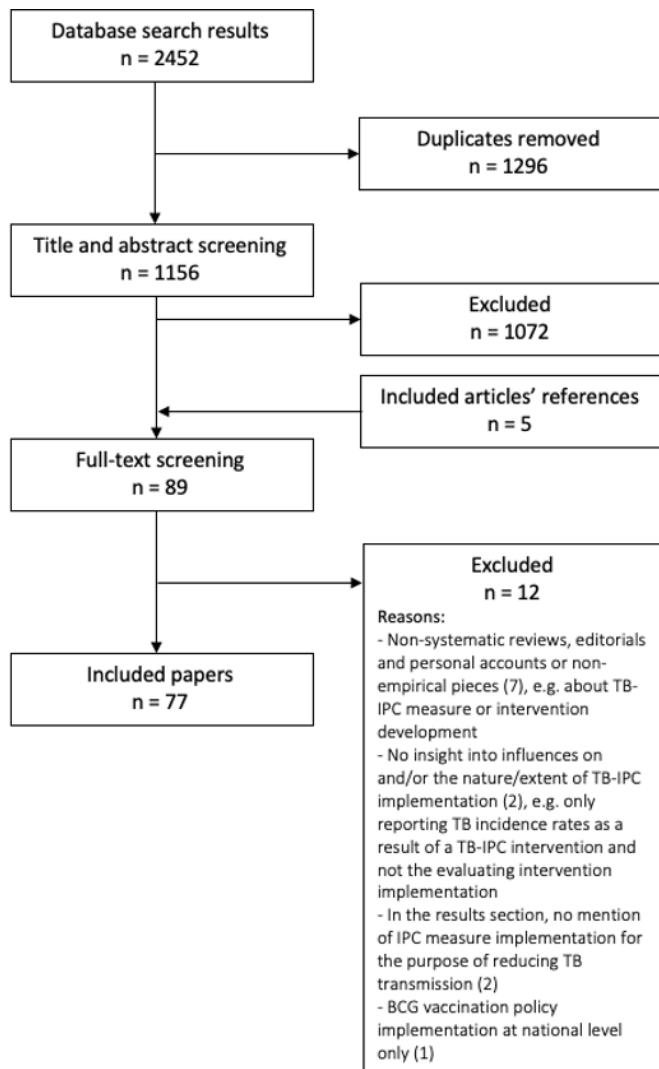 Database search results
n = 2452
Duplicates removed
n = 1296
Title and abstract screening
n = 1156
Excluded
n = 1072
Included articles' references
n = 5
Full-text screening
n = 89
Excluded
n = 12
Reasons:
- Non-systematic reviews, editorials
and personal accounts or non-
empirical pieces (7), e.g. about TB-
IPC measure or intervention
development
- No insight into influences on
and/or the nature/extent of TB-IPC
implementation (2), e.g. only
reporting TB incidence rates as a
result of a TB-IPC intervention and
not the evaluating intervention
implementation
- In the results section, no mention
of IPC measure implementation for
the purpose of reducing TB
transmission (2)
- BCG vaccination policy
implementation at national level
only (1)
Included papers
n = 77